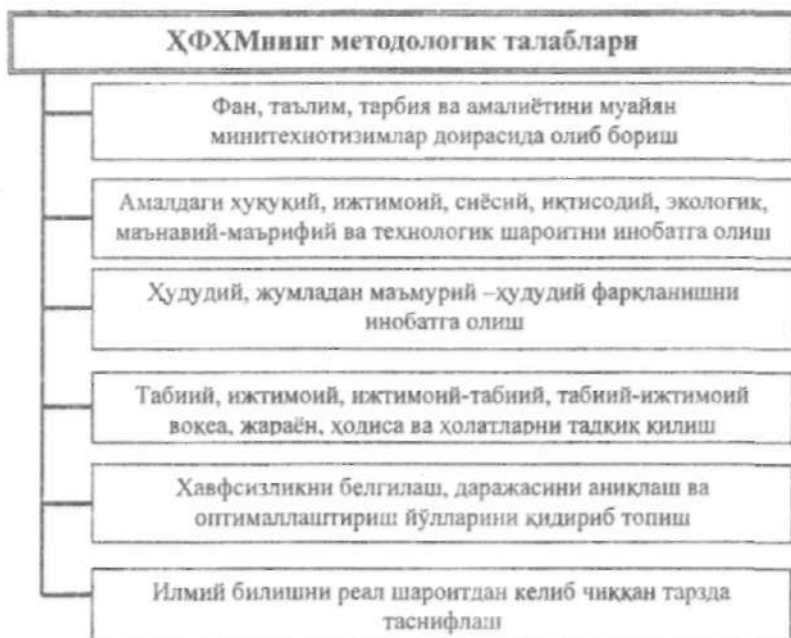 ҲФХМнинг методологик талаблари
Фан, таълим, тарбия ва амалиётини муайян
минитехнотизимлар доирасида олиб бориш
Амалдаги ҳуқуқий, ижтимоий, сиёсий, иқтисодий, экологик,
маънавий-маърифий ва технологик шароитни инобатга олиш
Ҳудудий, жумладан маъмурий –ҳудудий фарқланишни
инобатга олиш
Табиий, ижтимоий, ижтимоий-табиий, табиий-ижтимоий
воқеа, жараён, ҳодиса ва ҳолатларни тадқиқ қилиш
Хавфсизликни белгилаш, даражасини аниқлаш ва
оптималлаштириш йўлларини қидириб топиш
Илмий билишни реал шароитдан келиб чиққан тарзда
таснифлаш